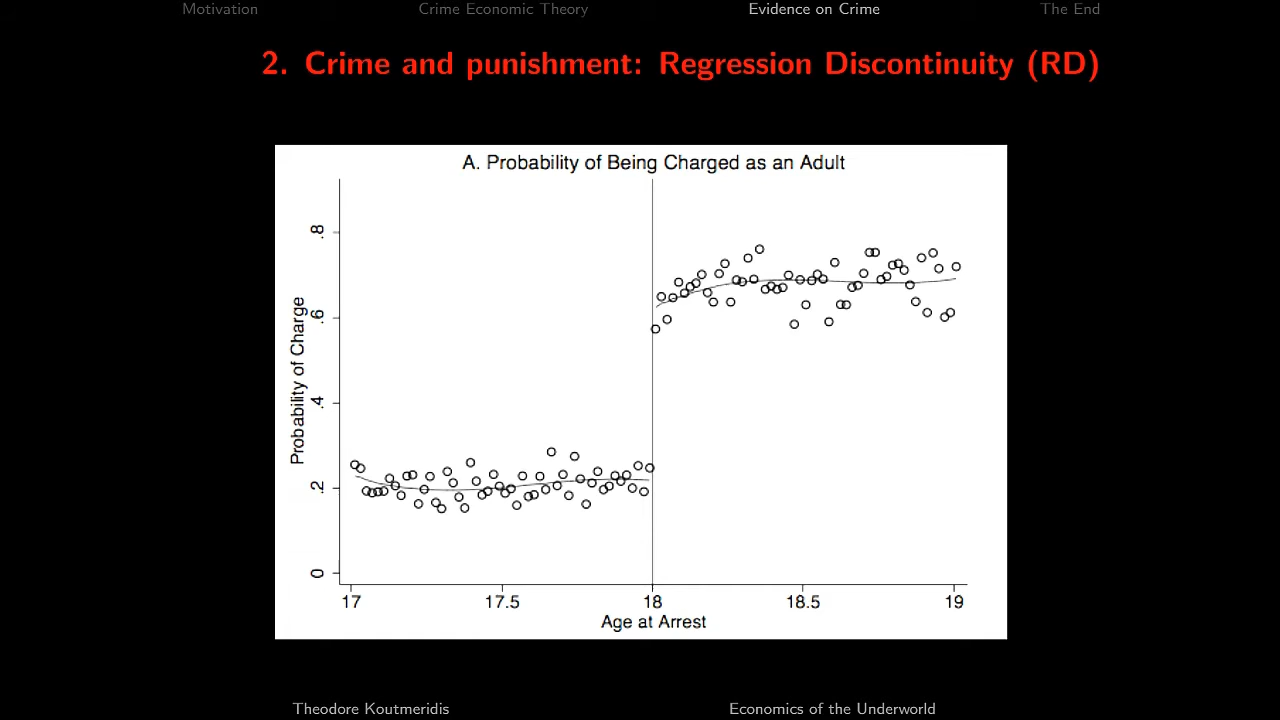 Motivation Crime Economic Theory Evidence on Crime The End
2. Crime and punishment: Regression Discontinuity (RD)
A. Probability of Being Charged as an Adult
Probability of Charge
.8
.6
.4
.2
0
17 17.5 18 18.5 19
Age at Arrest
Theodore Koutmeridis Economics of the Underworld